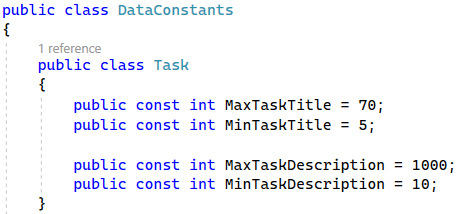 public class DataConstants
{
1 reference
public class Task
{
public const int MaxTaskTitle = 70;
public const int MinTaskTitle = 5;
public const int MaxTaskDescription = 1000;
public const int MinTaskDescription = 10;
}